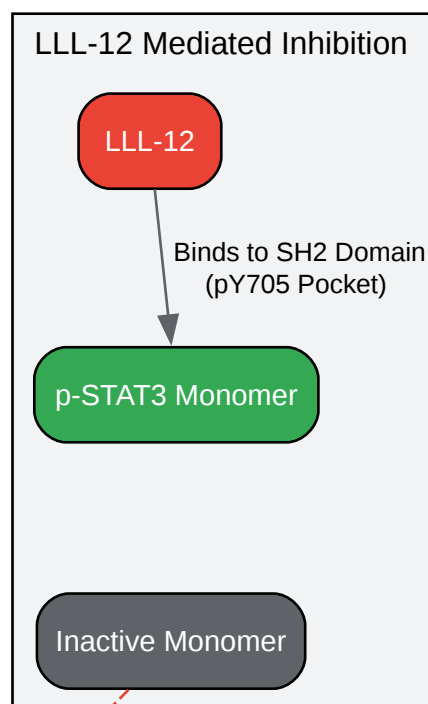 LLL-12 Mediated Inhibition
LLL-12
Binds to SH2 Domain
(pY705 Pocket)
p-STAT3 Monomer
Inactive Monomer